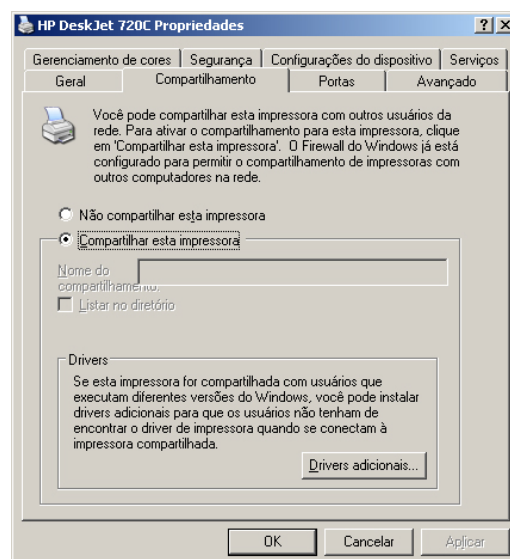 HP DeskJet 720C Propriedades
Gerenciamento de cores Segurança Configurações do dispositivo Serviços
Geral Compartilhamento Portas Avançado
Você pode compartilhar esta impressora com outros usuários da
rede. Para ativar o compartilhamento para esta impressora, clique
em 'Compartilhar esta impressora'. O Firewall do Windows já está
configurado para permitir o compartilhamento de impressoras com
outros computadores na rede.
Não compartilhar esta impressora
Compartilhar esta impressora
Nome do
compartilhamento:
Listar no diretório
Drivers
Se esta impressora for compartilhada com usuários que
executam diferentes versões do Windows, você pode instalar
drivers adicionais para que os usuários não tenham de
encontrar o driver de impressora quando se conectam à
impressora compartilhada.
Drivers adicionais...
OK Cancelar Aplicar